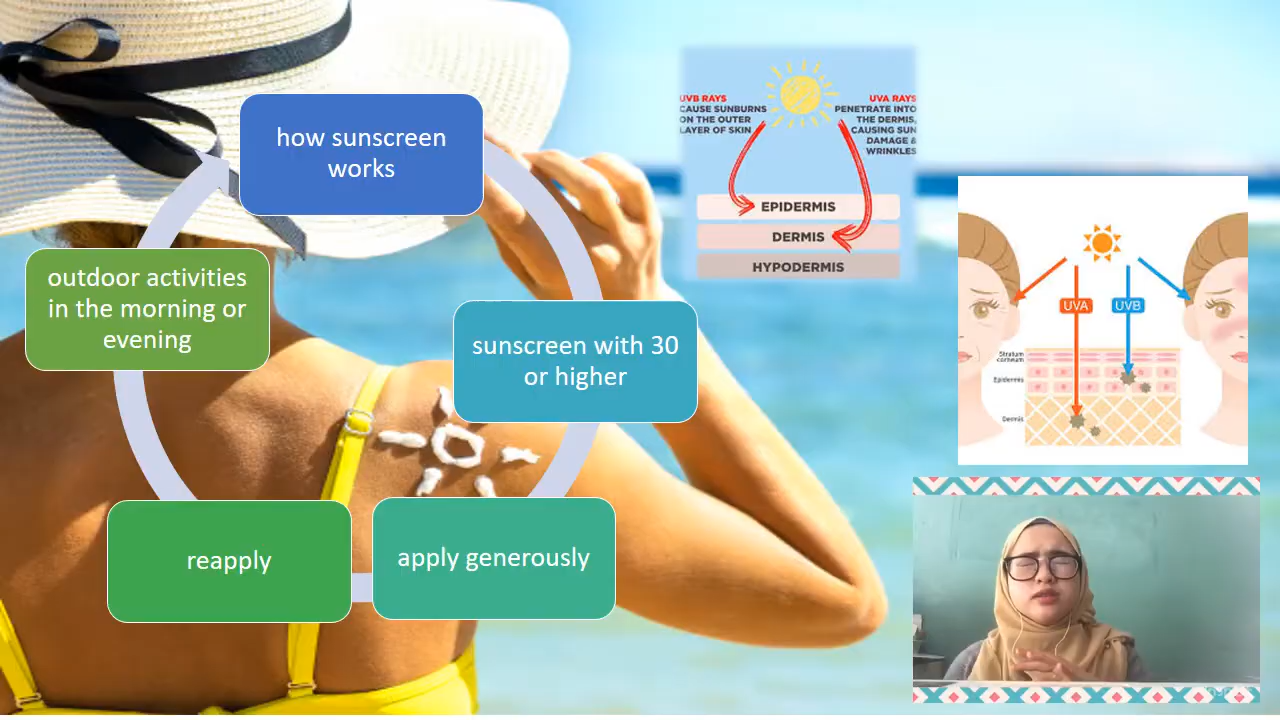 how sunscreen
works
sunscreen with 30
or higher
apply generously
reapply
outdoor activities
in the morning or
evening
UVB RAYS
CAUSE SUNBURNS
ON THE OUTER
LAYER OF SKIN
UVA RAYS
PENETRATE INTO
THE DERMIS,
CAUSING SUN
DAMAGE &
WRINKLES
EPIDERMIS
DERMIS
HYPODERMIS
UVA
UVB
Stratum
corneum
Epidermis
Dermis